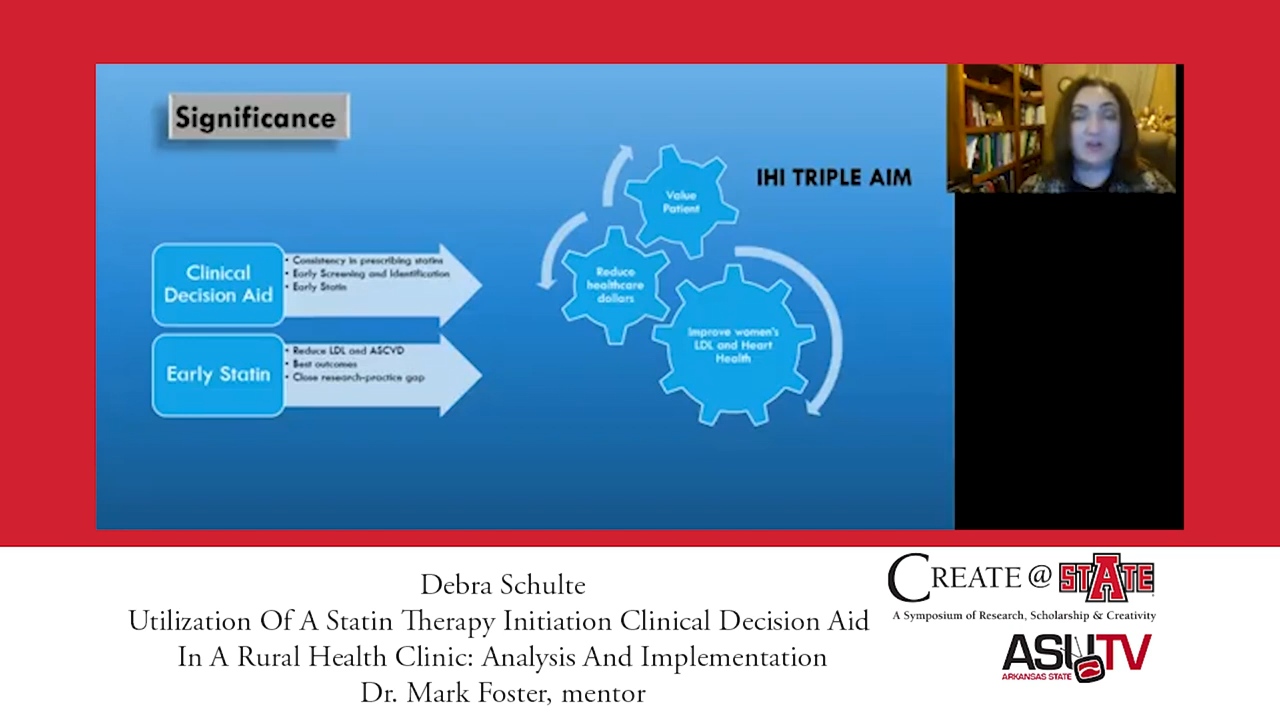 Significance
IHI TRIPLE AIM
Value
Patient
Reduce
healthcare
dollars
Improve women's
LDL and Heart
Health
Clinical
Decision Aid
• Consistency in prescribing statins
• Early Screening and Identification
• Early Statin
Early Statin
• Reduce LDL and ASCVD
• Best outcomes
• Close research-practice gap
Debra Schulte
Utilization Of A Statin Therapy Initiation Clinical Decision Aid
In A Rural Health Clinic: Analysis And Implementation
Dr. Mark Foster, mentor
CREATE @ STATE
A Symposium of Research, Scholarship & Creativity
ASUTV
ARKANSAS STATE